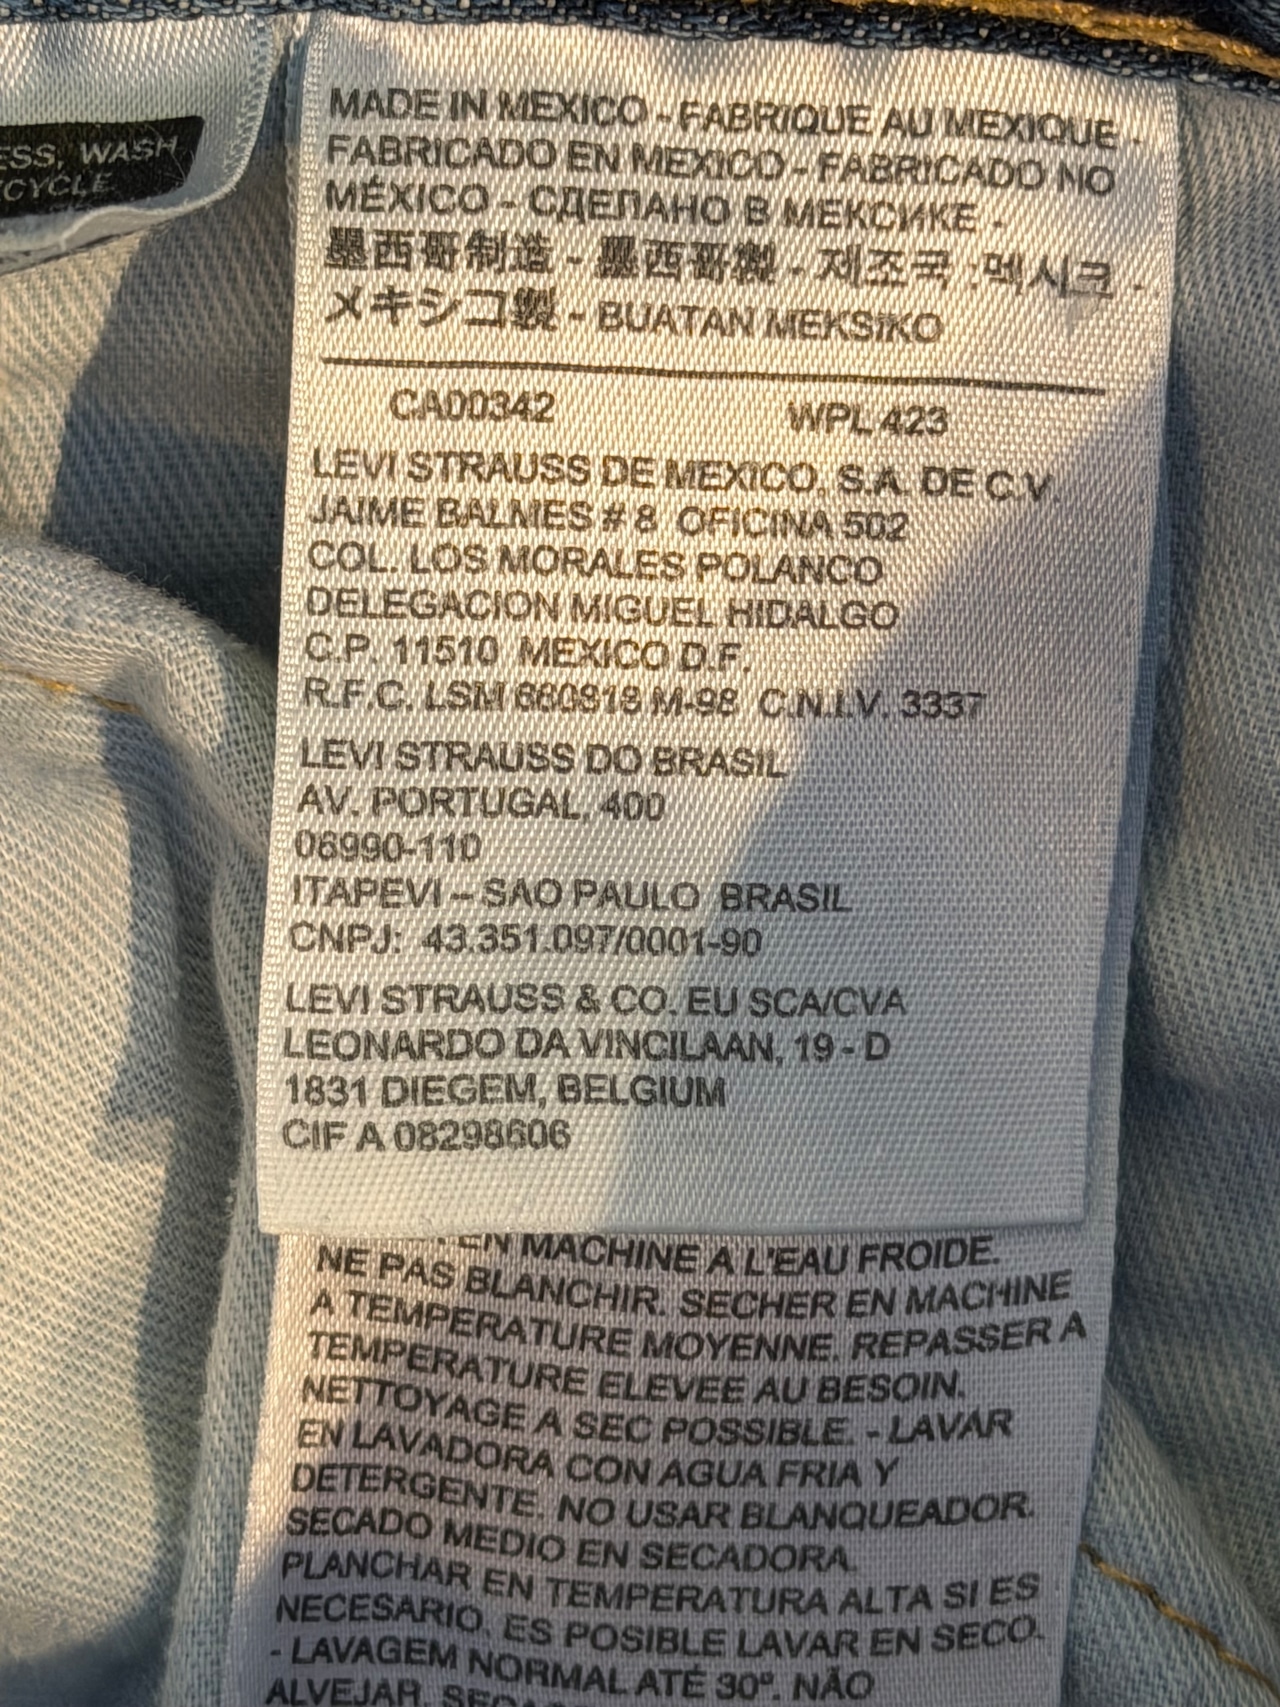 ESS, WASH
ECYCLE
MADE IN MEXICO - FABRIQUE AU MEXIQUE -
FABRICADO EN MEXICO - FABRICADO NO
MÉXICO - СДЕЛАНО В МЕКСИКЕ -
墨西哥制造 - 墨西哥製 - 제조국 :멕시크 -
メキシコ製 - BUATAN MEKSIKO
CA00342 WPL 423
LEVI STRAUSS DE MEXICO, S.A. DE C.V.
JAIME BALMES # 8 OFICINA 502
COL. LOS MORALES POLANCO
DELEGACION MIGUEL HIDALGO
C.P. 11510 MEXICO D.F.
R.F.C. LSM 660818 M-98 C.N.I.V. 3337
LEVI STRAUSS DO BRASIL
AV. PORTUGAL, 400
06990-110
ITAPEVI – SAO PAULO BRASIL
CNPJ: 43.351.097/0001-90
LEVI STRAUSS & CO. EU SCA/CVA
LEONARDO DA VINCILAAN, 19 - D
1831 DIEGEM, BELGIUM
CIF A 08298606
EN MACHINE A L'EAU FROIDE.
NE PAS BLANCHIR. SECHER EN MACHINE
A TEMPERATURE MOYENNE. REPASSER A
TEMPERATURE ELEVEE AU BESOIN.
NETTOYAGE A SEC POSSIBLE. - LAVAR
EN LAVADORA CON AGUA FRIA Y
DETERGENTE. NO USAR BLANQUEADOR.
SECADO MEDIO EN SECADORA.
PLANCHAR EN TEMPERATURA ALTA SI ES
NECESARIO. ES POSIBLE LAVAR EN SECO.
- LAVAGEM NORMAL ATÉ 30º. NÃO
ALVEJAR.